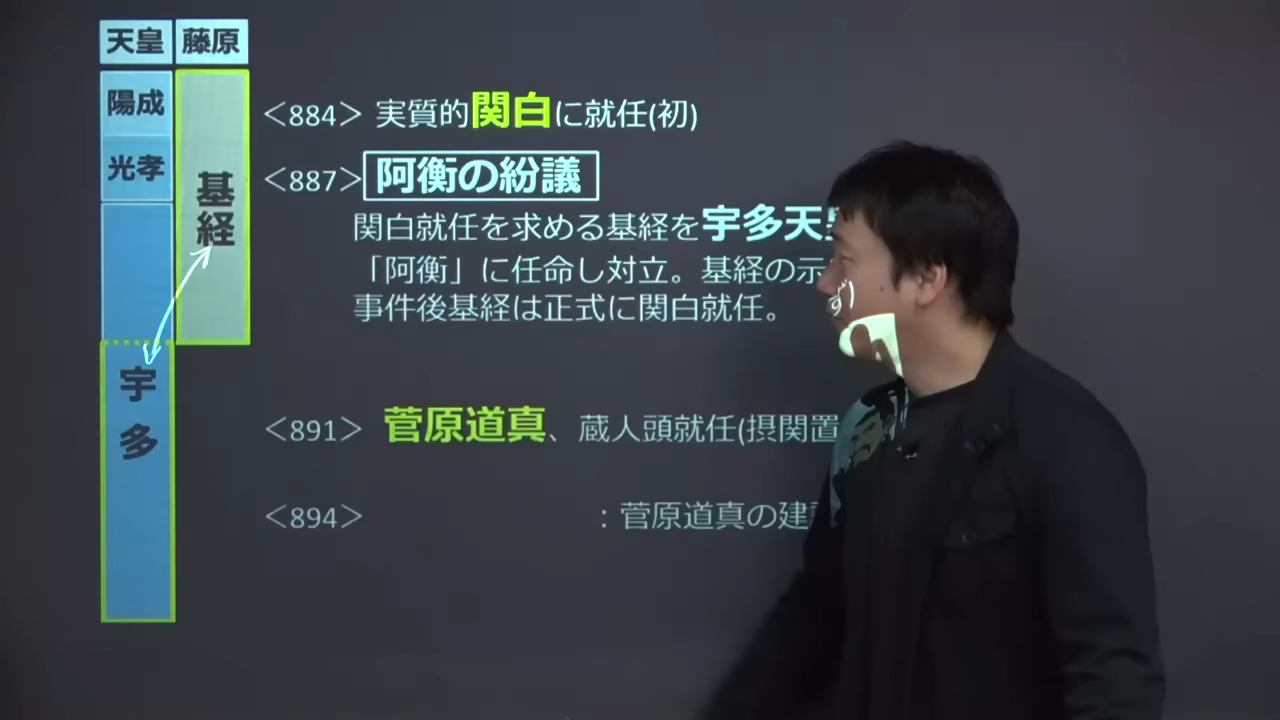 天皇 藤原
陽成
光孝
基経
宇多
<884> 実質的関白に就任(初)
<887> 阿衡の紛議
関白就任を求める基経を宇多天皇
「阿衡」に任命し対立。基経の示
事件後基経は正式に関白就任。
<891> 菅原道真、蔵人頭就任(摂関置
<894> :菅原道真の建